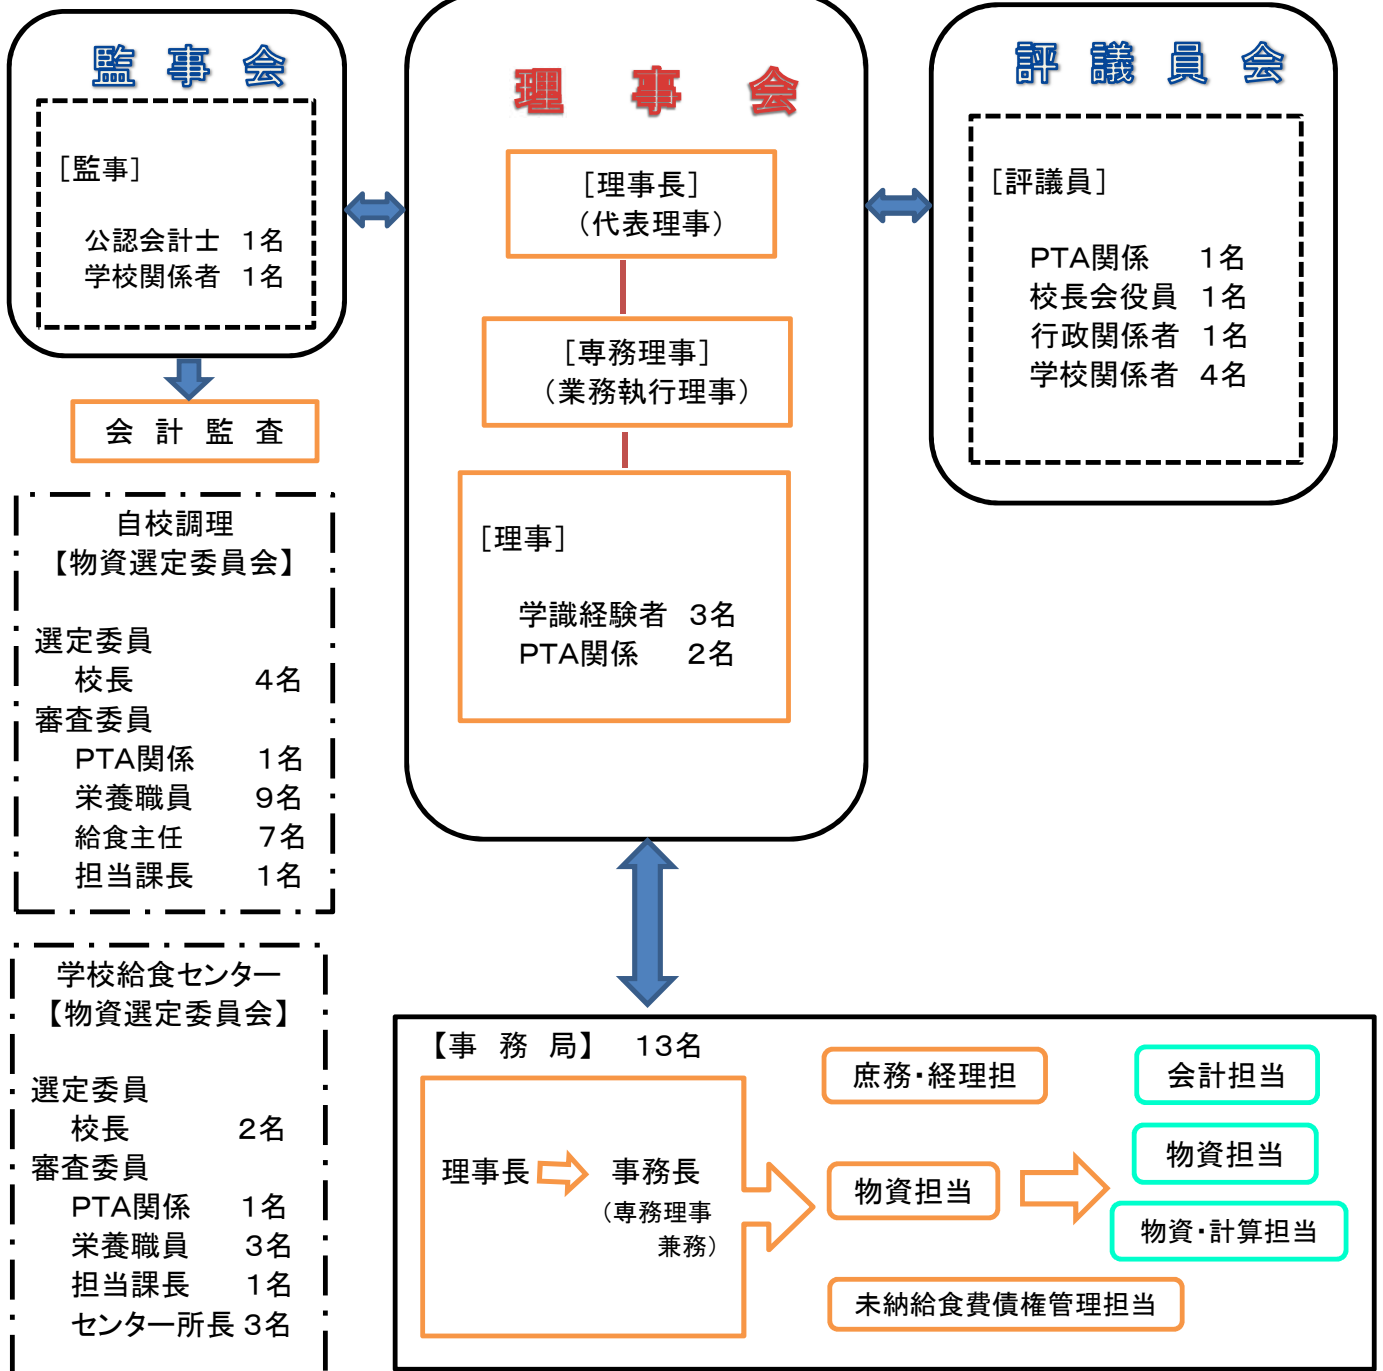 監 事 会
[監事]
公認会計士 1名
学校関係者 1名
会 計 監 査
理 事 会
[理事長]
(代表理事)
[専務理事]
(業務執行理事)
[理事]
学識経験者 3名
PTA関係 2名
評 議 員 会
[評議員]
PTA関係 1名
校長会役員 1名
行政関係者 1名
学校関係者 4名
自校調理
【物資選定委員会】
選定委員
校長 4名
審査委員
PTA関係 1名
栄養職員 9名
給食主任 7名
担当課長 1名
学校給食センター
【物資選定委員会】
選定委員
校長 2名
審査委員
PTA関係 1名
栄養職員 3名
担当課長 1名
センター所長 3名
【事 務 局】 13名
理事長
事務長
(専務理事
兼務)
庶務・経理担
物資担当
未納給食費債権管理担当
会計担当
物資担当
物資・計算担当